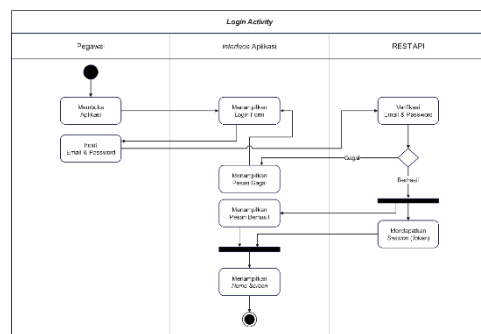 Login Activity
Pegawai
Interface Aplikasi
REST API
Membuka
Aplikasi
Menampilkan
Login Form
Verifikasi
Email & Password
Input
Email & Password
Gagal
Menampilkan
Pesan Gagal
Berhasil
Menampilkan
Pesan Berhasil
Mendapatkan
Session (Token)
Menampilkan
Home Screen